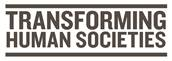 TRANSFORMING
HUMAN SOCIETIES